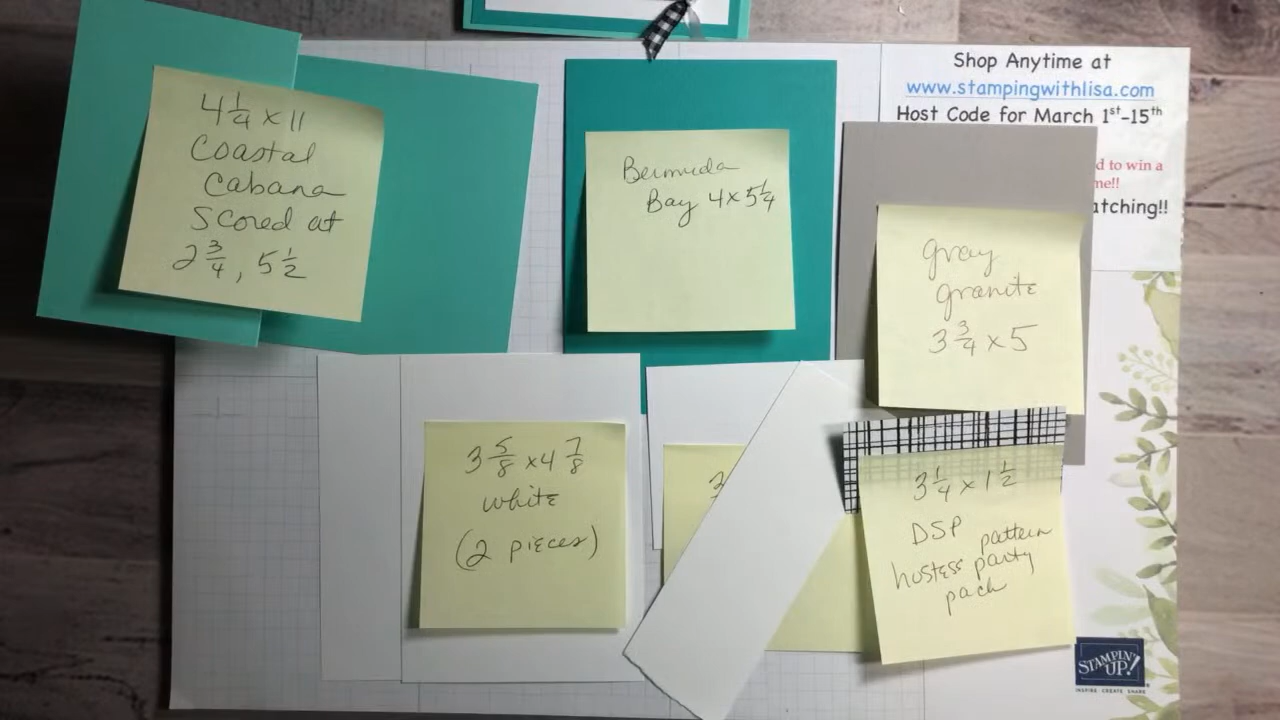 4 1/4 x 11
Coastal
Cabana
Scored at
2 3/4, 5 1/2
Bermuda
Bay 4x5 1/4
Shop Anytime at
www.stampingwithlisa.com
Host Code for March 1st-15th
d to win a
me!!
atching!!
gray
granite
3 3/4 x 5
3 5/8 x 4 7/8
white
(2 pieces)
3 1/4 x 1 1/2
DSP pattern
hostess party
pack
STAMPIN' UP!®
INSPIRE. CREATE. SHARE.